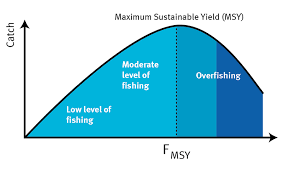 Maximum Sustainable Yield (MSY)
Catch
Moderate
level of
fishing
Overfishing
Low level of
fishing
F MSY